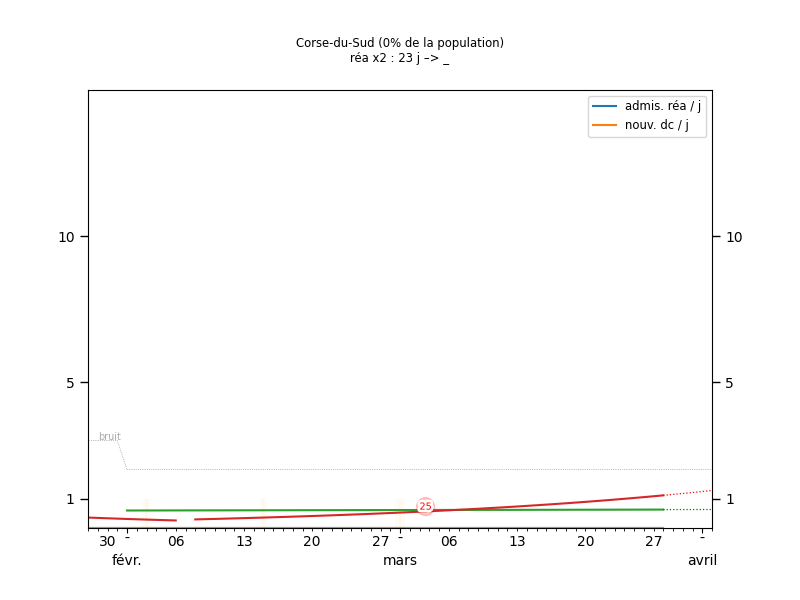 Corse-du-Sud (0% de la population)
réa x2 : 23 j –> _
admis. réa / j
nouv. dc / j
10
10
5
5
bruit
1
1
25
30 - 06 13 20 27 - 06 13 20 27 -
févr. mars avril